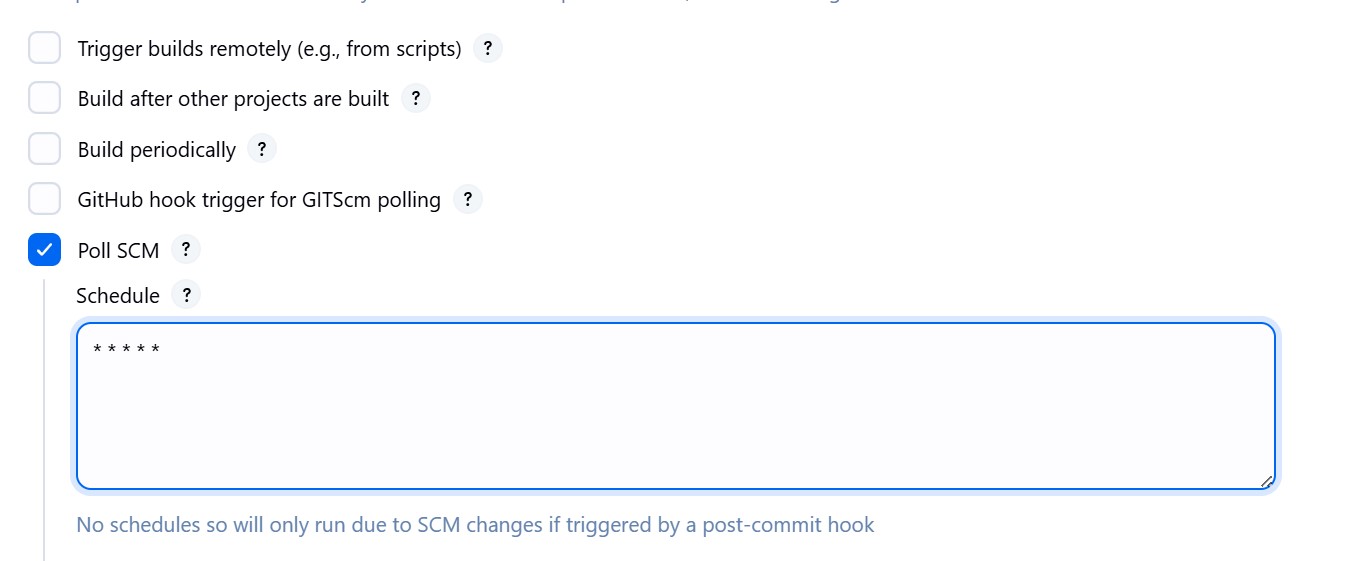 Trigger builds remotely (e.g., from scripts) ?
Build after other projects are built ?
Build periodically ?
GitHub hook trigger for GITScm polling ?
Poll SCM ?
Schedule ?
* * * * *
No schedules so will only run due to SCM changes if triggered by a post-commit hook